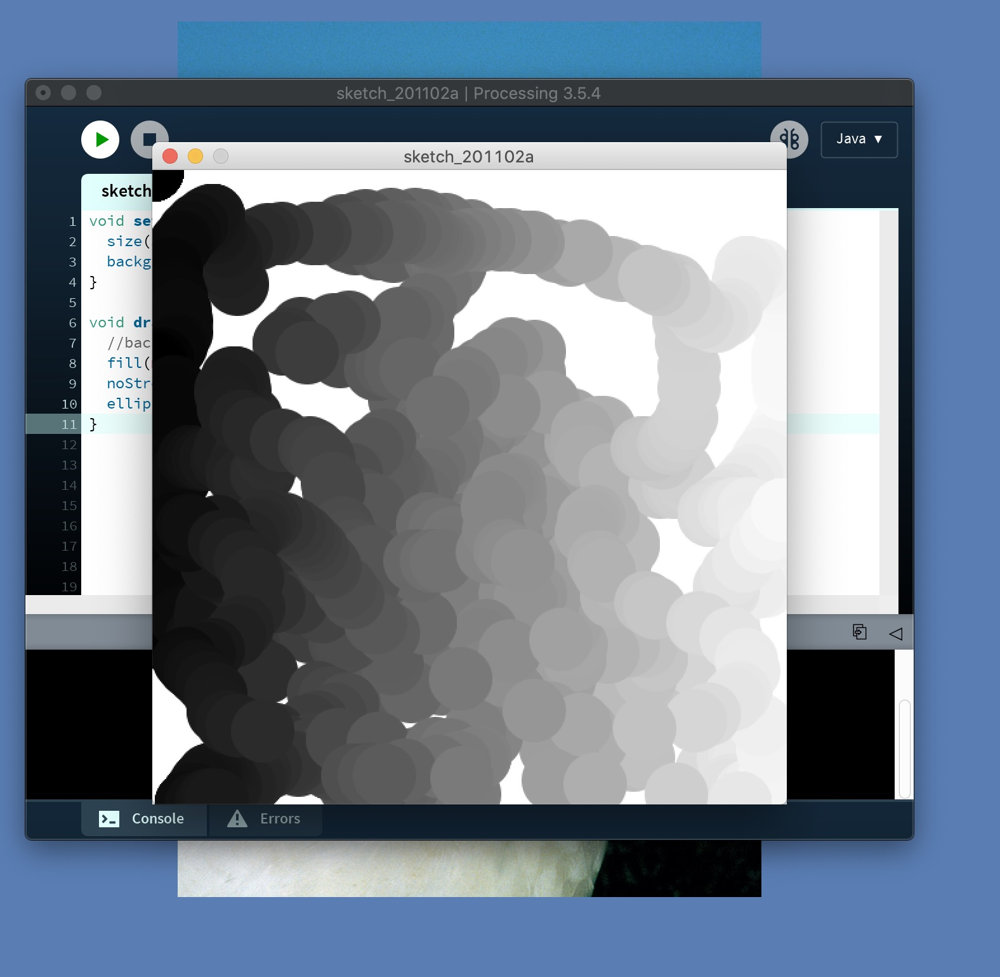 sketch_201102a | Processing 3.5.4
Java ▼
sketch_201102a
sketch
1 void se
2 size(
3 backg
4 }
5
6 void dr
7 //bac
8 fill(
9 noStr
10 ellip
11 }
12
13
14
15
16
17
18
19
Console
Errors